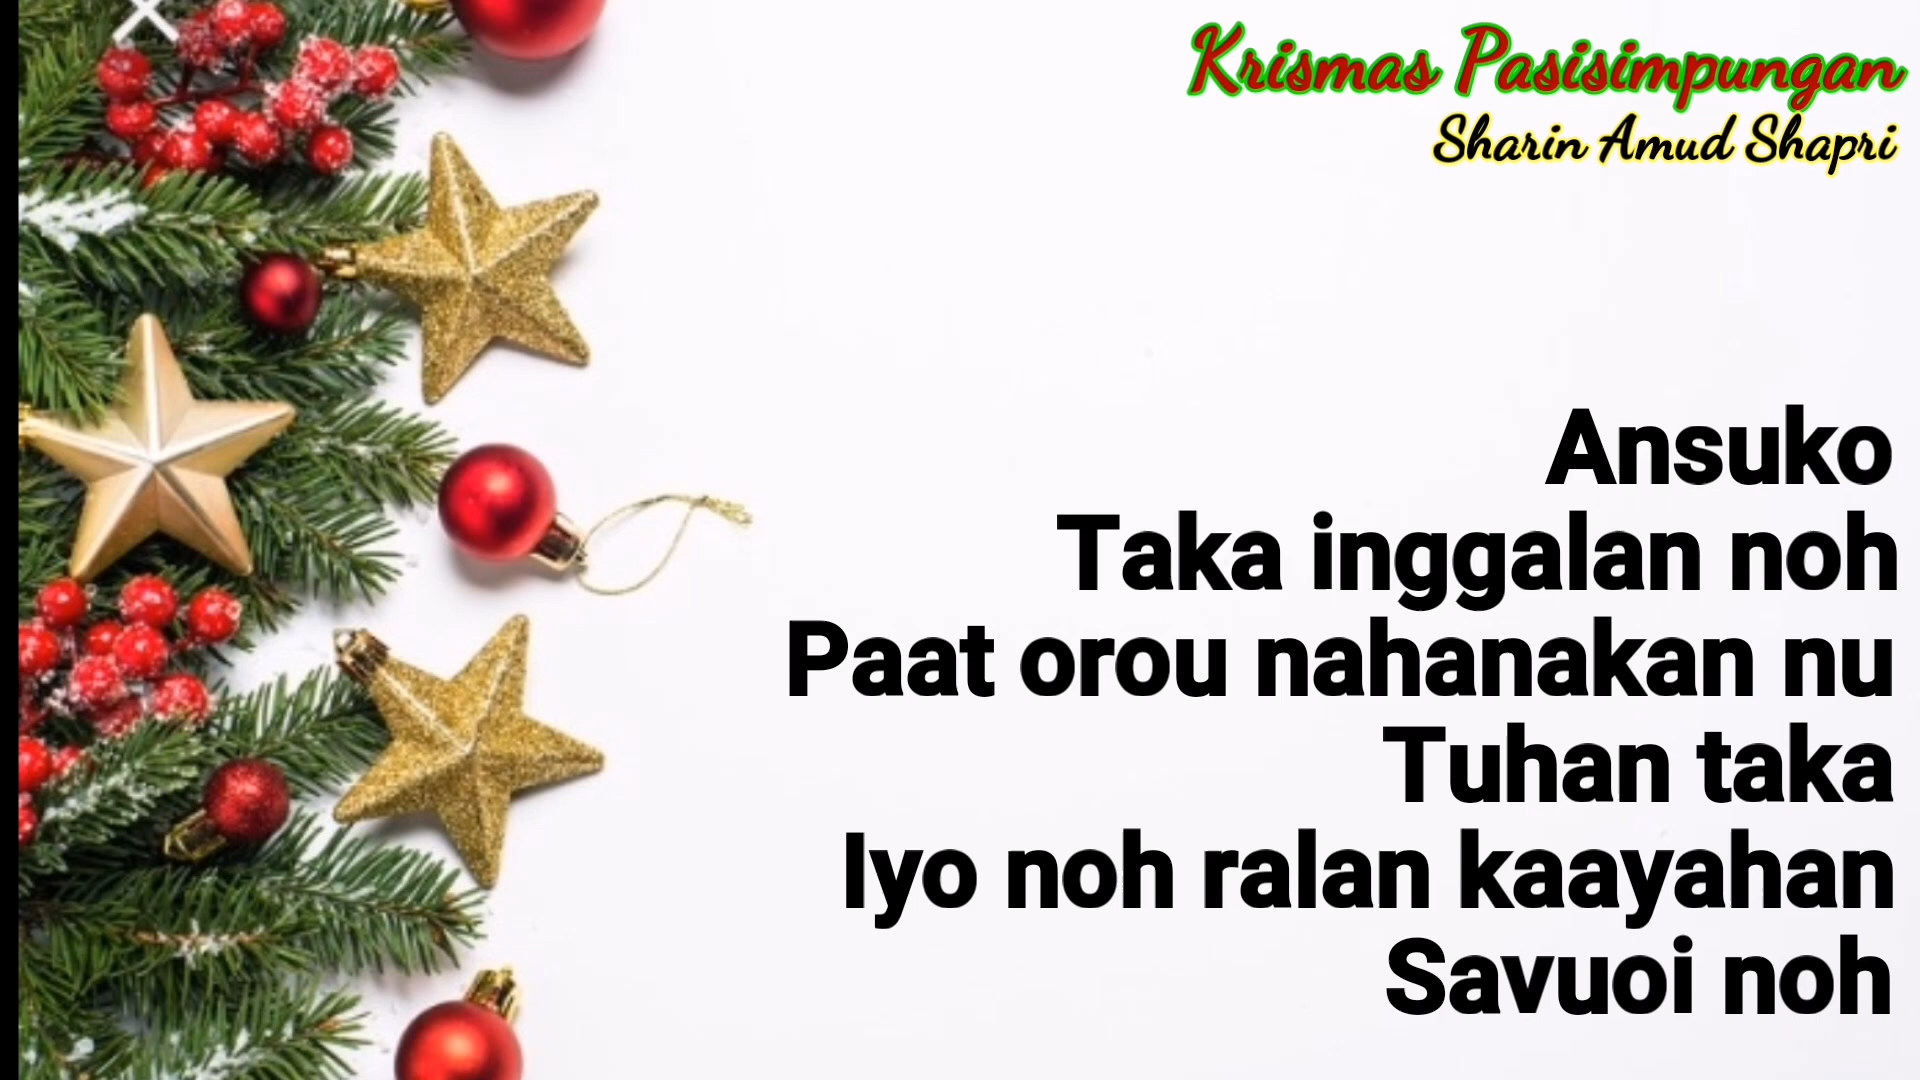 Krismas Pasisimpungan
Sharin Amud Shapri
Ansuko
Taka inggalan noh
Paat orou nahanakan nu
Tuhan taka
Iyo noh ralan kaayahan
Savuoi noh